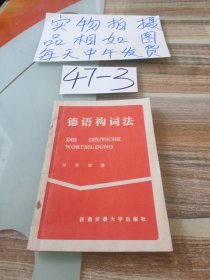 实物拍摄
品相如图
每天中午发货
47-3
德语构词法
DIE DEUTSCHE
WORTBILDUNG
西南交通大学出版社